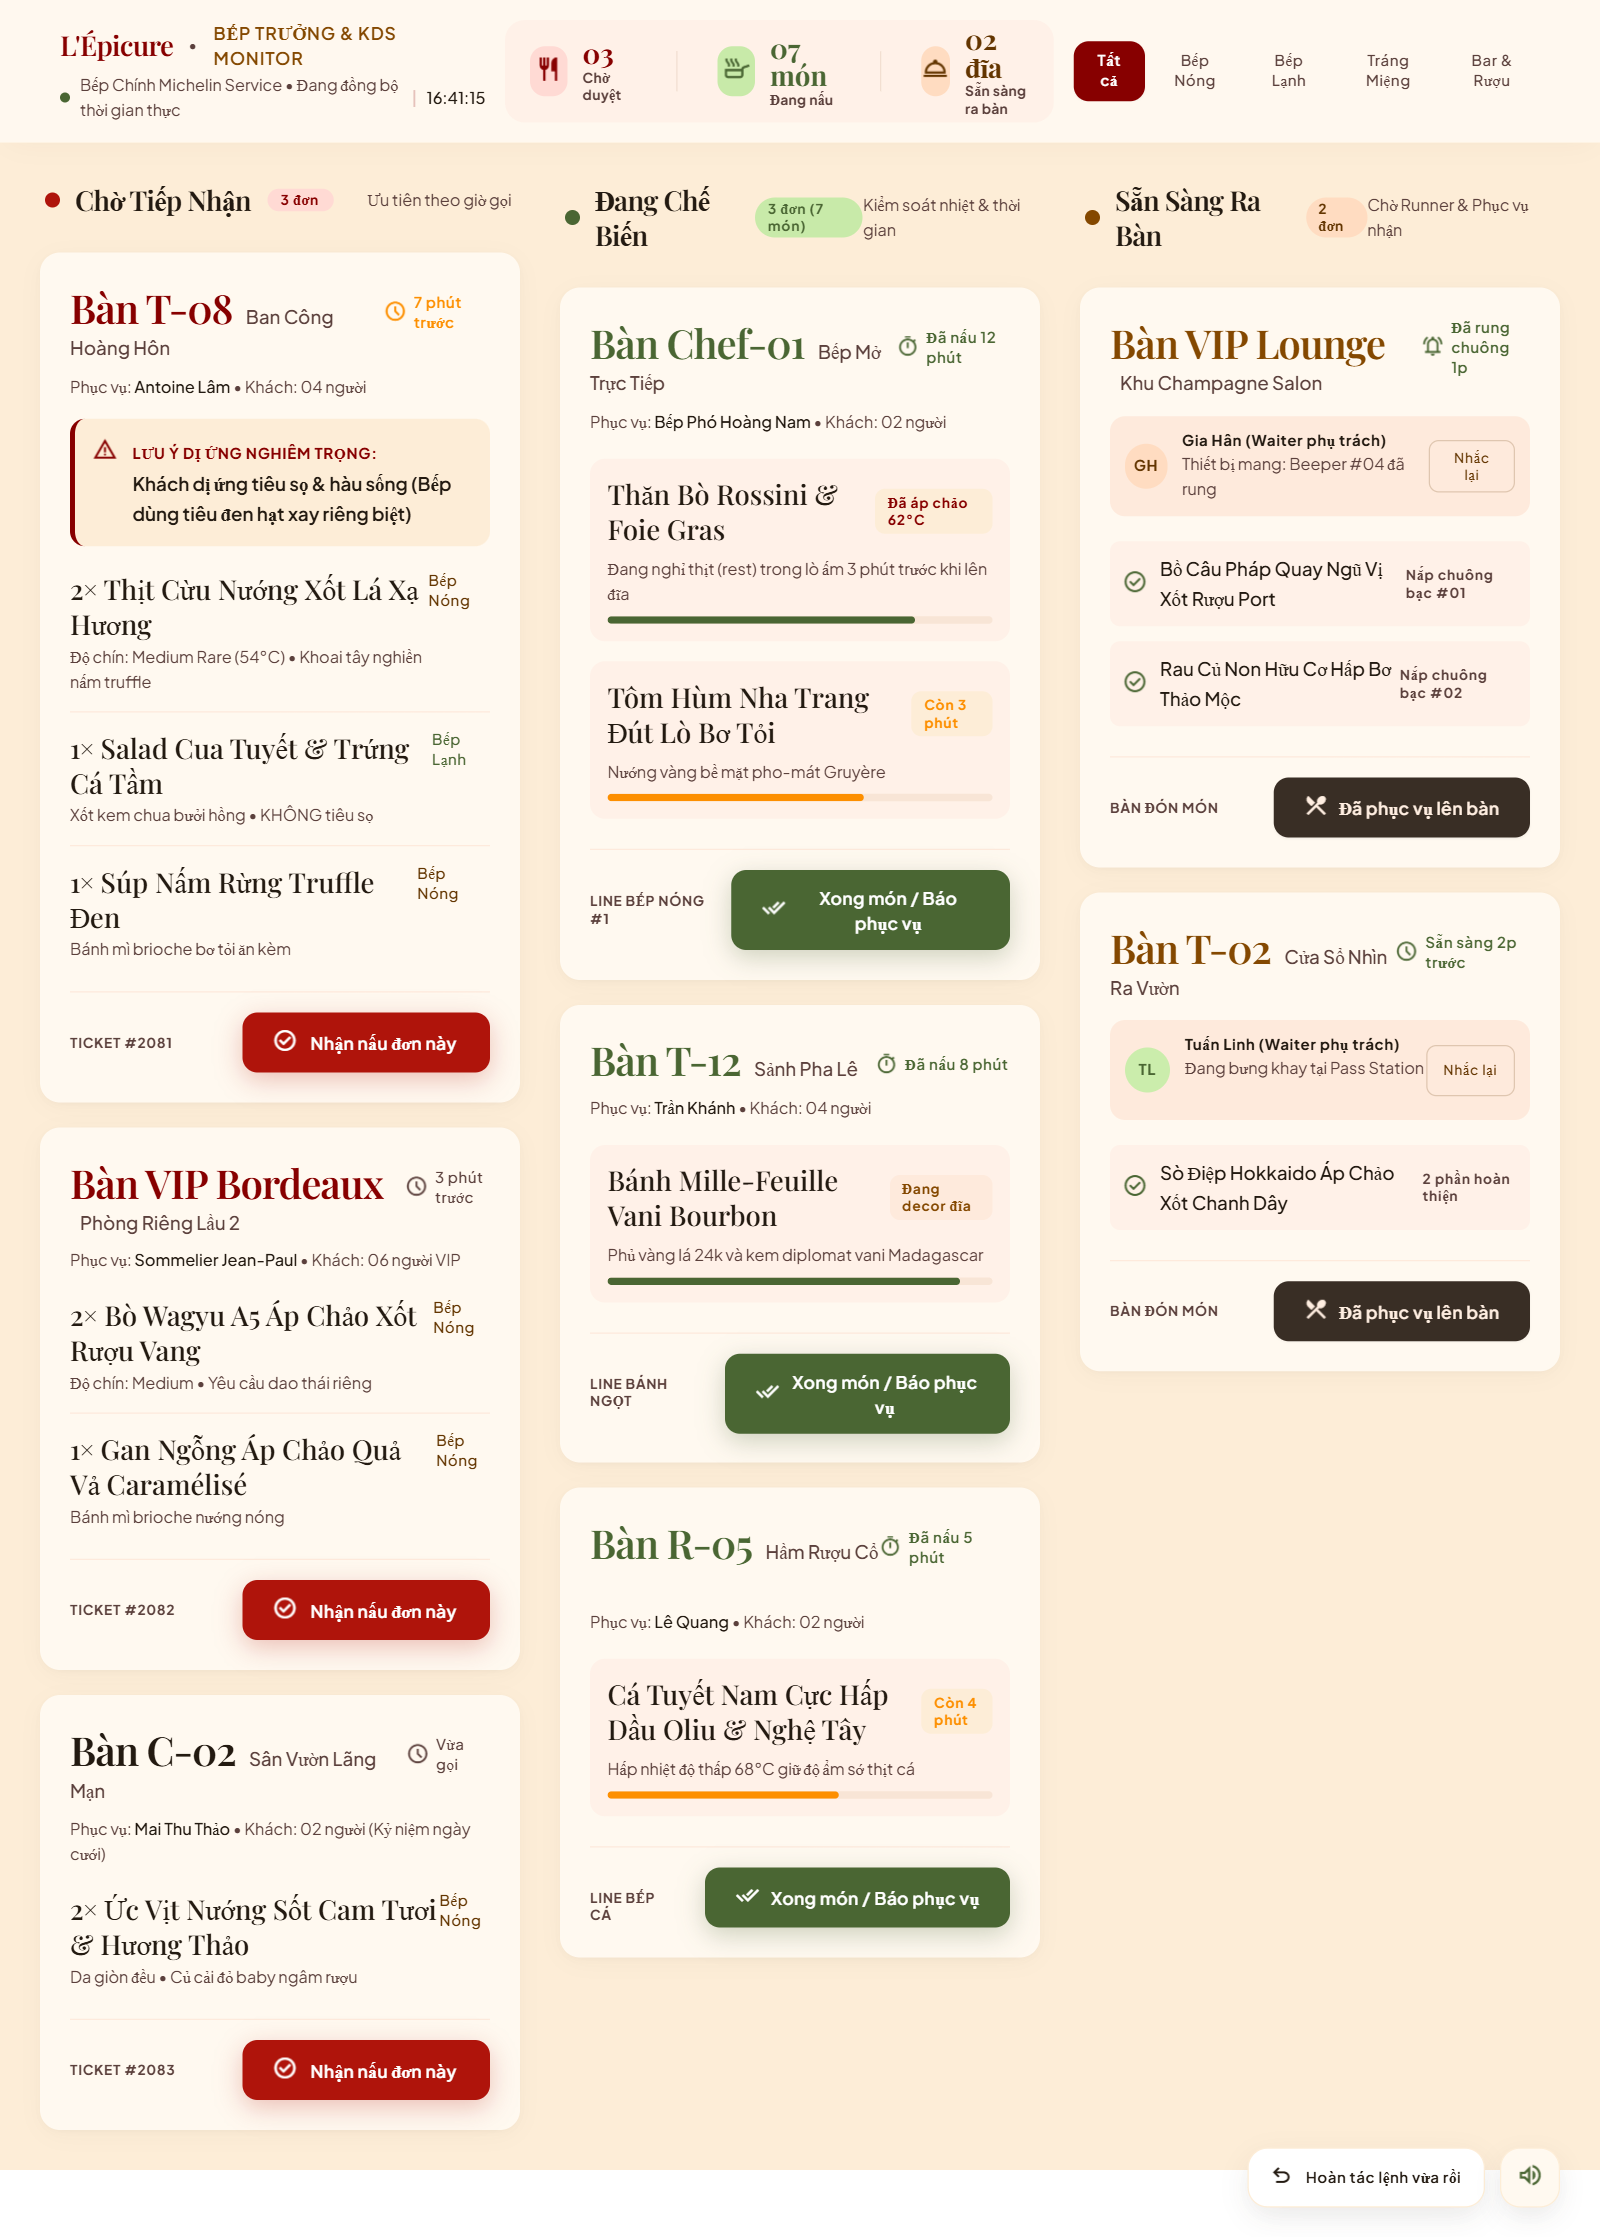 L'Épicure • BẾP TRƯỞNG & KDS
MONITOR
Bếp Chính Michelin Service • Đang đồng bộ
thời gian thực | 16:41:15
03
Chờ
duyệt
07
món
Đang nấu
02
đĩa
Sẵn sàng
ra bàn
Tất
cả
Bếp
Nóng
Bếp
Lạnh
Tráng
Miệng
Bar &
Rượu
Chờ Tiếp Nhận 3 đơn Ưu tiên theo giờ gọi
Bàn T-08 Ban Công
Hoàng Hôn
7 phút
trước
Phục vụ: Antoine Lâm • Khách: 04 người
LƯU Ý DỊ ỨNG NGHIÊM TRỌNG:
Khách dị ứng tiêu sọ & hàu sống (Bếp
dùng tiêu đen hạt xay riêng biệt)
2× Thịt Cừu Nướng Xốt Lá Xạ
Hương
Bếp
Nóng
Độ chín: Medium Rare (54°C) • Khoai tây nghiền
nấm truffle
1× Salad Cua Tuyết & Trứng
Cá Tầm
Bếp
Lạnh
Xốt kem chua bưởi hồng • KHÔNG tiêu sọ
1× Súp Nấm Rừng Truffle
Đen
Bếp
Nóng
Bánh mì brioche bơ tỏi ăn kèm
TICKET #2081 Nhận nấu đơn này
Bàn VIP Bordeaux
Phòng Riêng Lầu 2
3 phút
trước
Phục vụ: Sommelier Jean-Paul • Khách: 06 người VIP
2× Bò Wagyu A5 Áp Chảo Xốt
Rượu Vang
Bếp
Nóng
Độ chín: Medium • Yêu cầu dao thái riêng
1× Gan Ngỗng Áp Chảo Quả
Vả Caramélisé
Bếp
Nóng
Bánh mì brioche nướng nóng
TICKET #2082 Nhận nấu đơn này
Bàn C-02 Sân Vườn Lãng
Mạn
Vừa
gọi
Phục vụ: Mai Thu Thảo • Khách: 02 người (Kỷ niệm ngày
cưới)
2× Ức Vịt Nướng Sốt Cam Tươi
& Hương Thảo
Bếp
Nóng
Da giòn đều • Củ cải đỏ baby ngâm rượu
TICKET #2083 Nhận nấu đơn này
Đang Chế
Biến
3 đơn (7
món)
Kiểm soát nhiệt & thời
gian
Bàn Chef-01 Bếp Mở
Trực Tiếp
Đã nấu 12
phút
Phục vụ: Bếp Phó Hoàng Nam • Khách: 02 người
Thăn Bò Rossini &
Foie Gras
Đã áp chảo
62°C
Đang nghỉ thịt (rest) trong lò ấm 3 phút trước khi lên
đĩa
Tôm Hùm Nha Trang
Đút Lò Bơ Tỏi
Còn 3
phút
Nướng vàng bề mặt pho-mát Gruyère
LINE BẾP NÓNG
#1
Xong món / Báo
phục vụ
Bàn T-12 Sảnh Pha Lê Đã nấu 8 phút
Phục vụ: Trần Khánh • Khách: 04 người
Bánh Mille-Feuille
Vani Bourbon
Đang
decor đĩa
Phủ vàng lá 24k và kem diplomat vani Madagascar
LINE BÁNH
NGỌT
Xong món / Báo phục
vụ
Bàn R-05 Hầm Rượu Cổ
Đã nấu 5
phút
Phục vụ: Lê Quang • Khách: 02 người
Cá Tuyết Nam Cực Hấp
Dầu Oliu & Nghệ Tây
Còn 4
phút
Hấp nhiệt độ thấp 68°C giữ độ ẩm sớ thịt cá
LINE BẾP
CÁ
Xong món / Báo phục vụ
Sẵn Sàng Ra
Bàn
2
đơn
Chờ Runner & Phục vụ
nhận
Bàn VIP Lounge
Khu Champagne Salon
Đã rung
chuông
1p
GH
Gia Hân (Waiter phụ trách)
Thiết bị mang: Beeper #04 đã
rung
Nhắc
lại
Bồ Câu Pháp Quay Ngũ Vị
Xốt Rượu Port
Nắp chuông
bạc #01
Rau Củ Non Hữu Cơ Hấp Bơ
Thảo Mộc
Nắp chuông
bạc #02
BÀN ĐÓN MÓN Đã phục vụ lên bàn
Bàn T-02 Cửa Sổ Nhìn
Ra Vườn
Sẵn sàng 2p
trước
TL
Tuấn Linh (Waiter phụ trách)
Đang bưng khay tại Pass Station
Nhắc lại
Sò Điệp Hokkaido Áp Chảo
Xốt Chanh Dây
2 phần hoàn
thiện
BÀN ĐÓN MÓN Đã phục vụ lên bàn
Hoàn tác lệnh vừa rồi